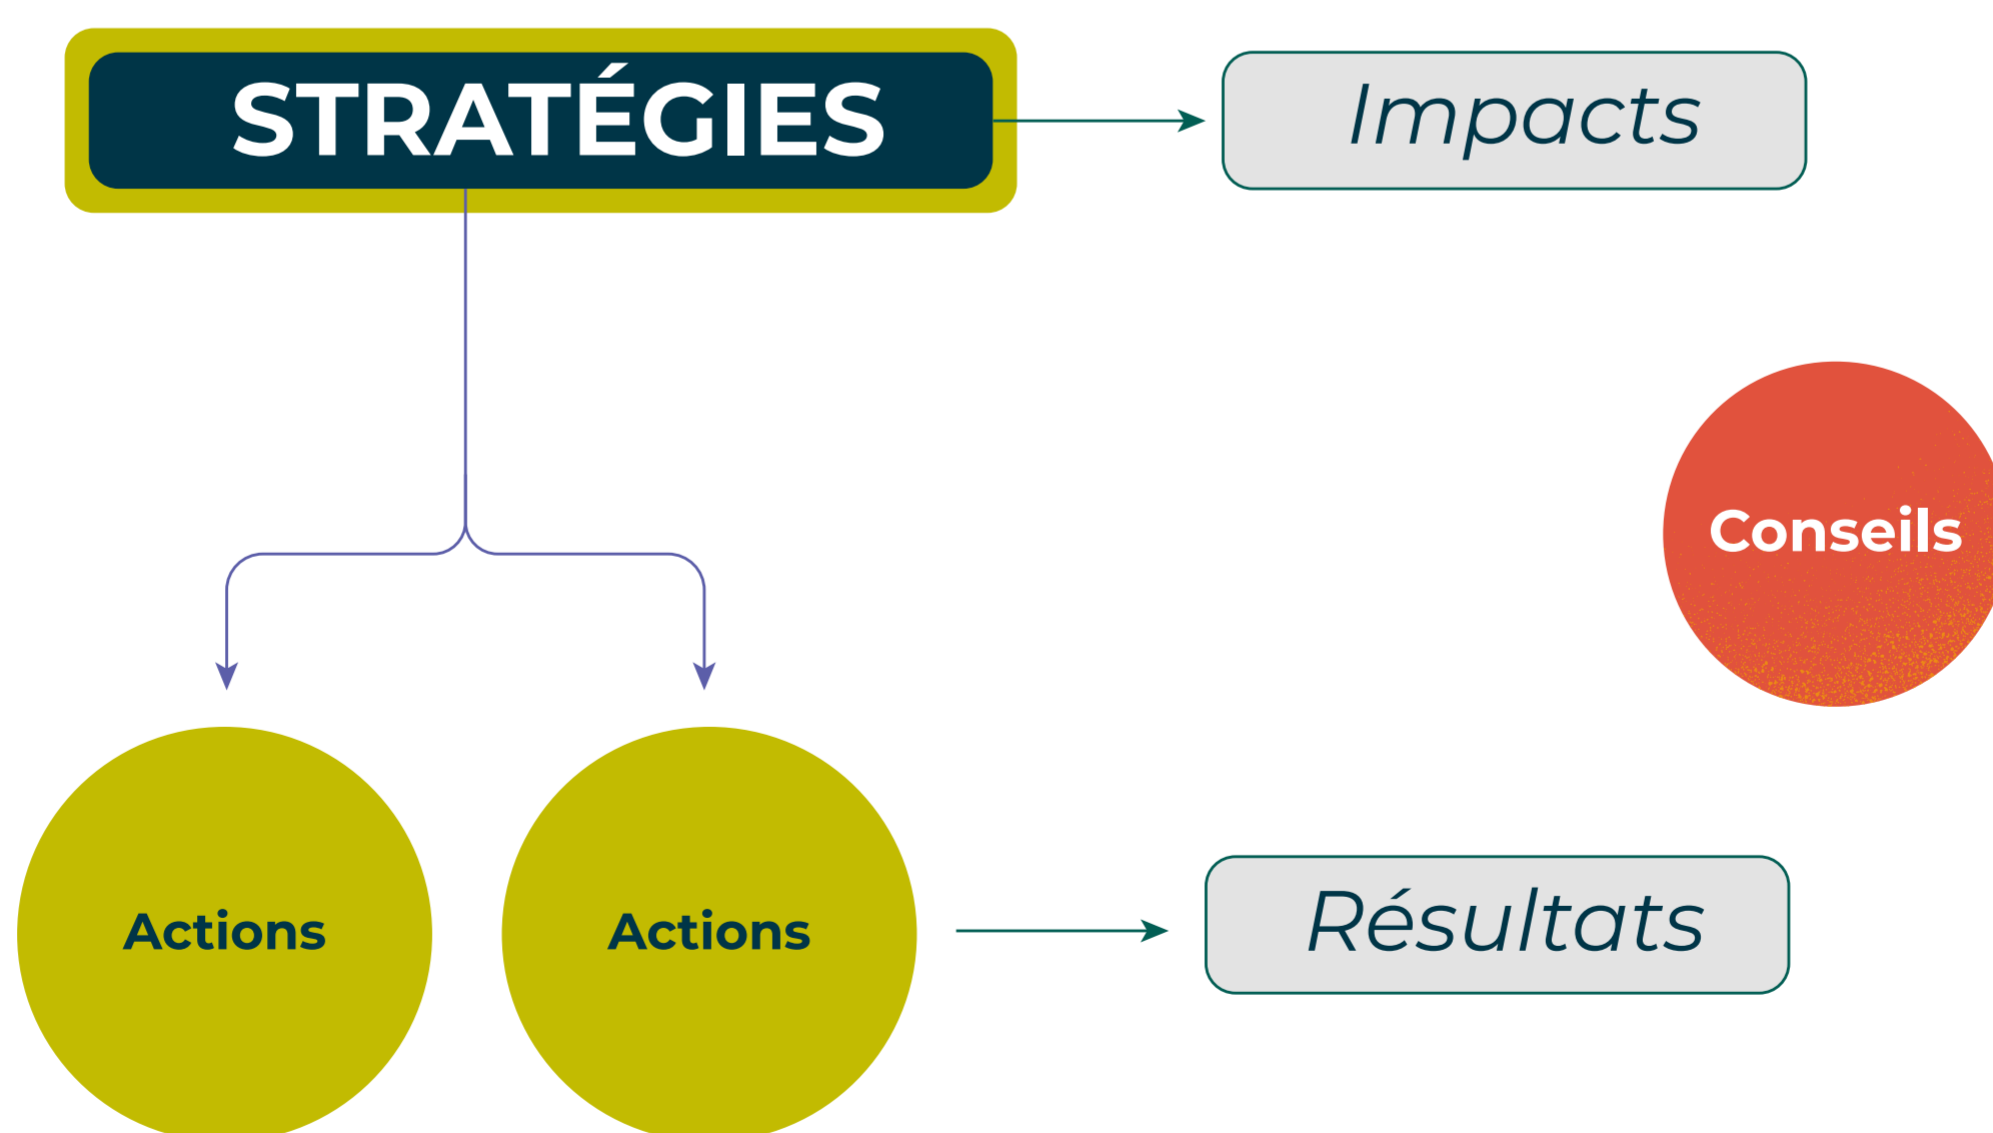 STRATÉGIES
Impacts
Conseils
Actions
Actions
Résultats